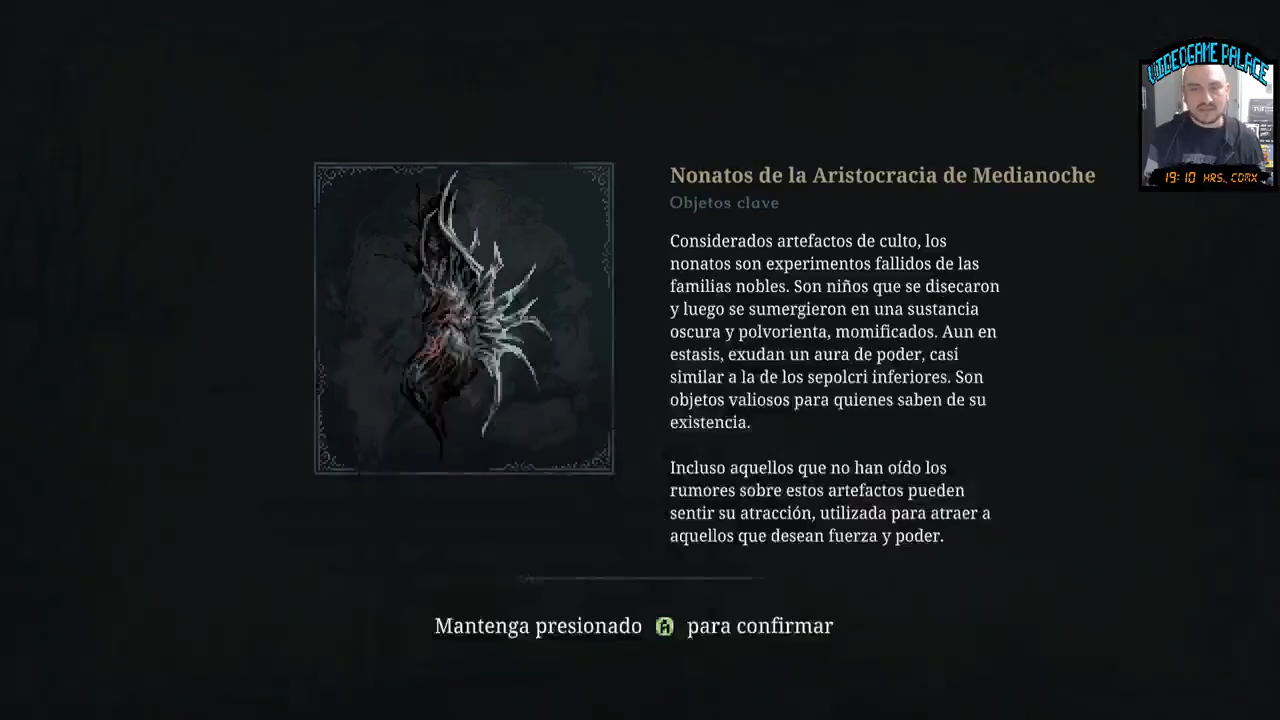 VIDEOGAME PALACE
19:10 HRS., CDMX
Nonatos de la Aristocracia de Medianoche
Objetos clave
Considerados artefactos de culto, los
nonatos son experimentos fallidos de las
familias nobles. Son niños que se disecaron
y luego se sumergieron en una sustancia
oscura y polvorienta, momificados. Aun en
estasis, exudan un aura de poder, casi
similar a la de los sepolcri inferiores. Son
objetos valiosos para quienes saben de su
existencia.
Incluso aquellos que no han oído los
rumores sobre estos artefactos pueden
sentir su atracción, utilizada para atraer a
aquellos que desean fuerza y poder.
Mantenga presionado A para confirmar